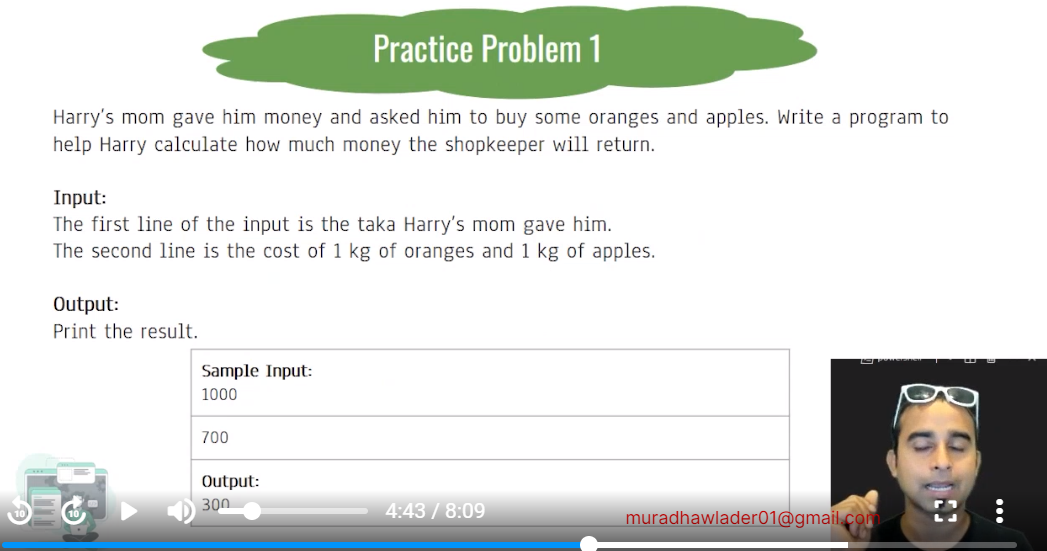 Practice Problem 1
Harry's mom gave him money and asked him to buy some oranges and apples. Write a program to
help Harry calculate how much money the shopkeeper will return.
Input:
The first line of the input is the taka Harry's mom gave him.
The second line is the cost of 1 kg of oranges and 1 kg of apples.
Output:
Print the result.
Sample Input:
1000
700
Output:
300
10
10
4:43 / 8:09
muradhawlader01@gmail.com